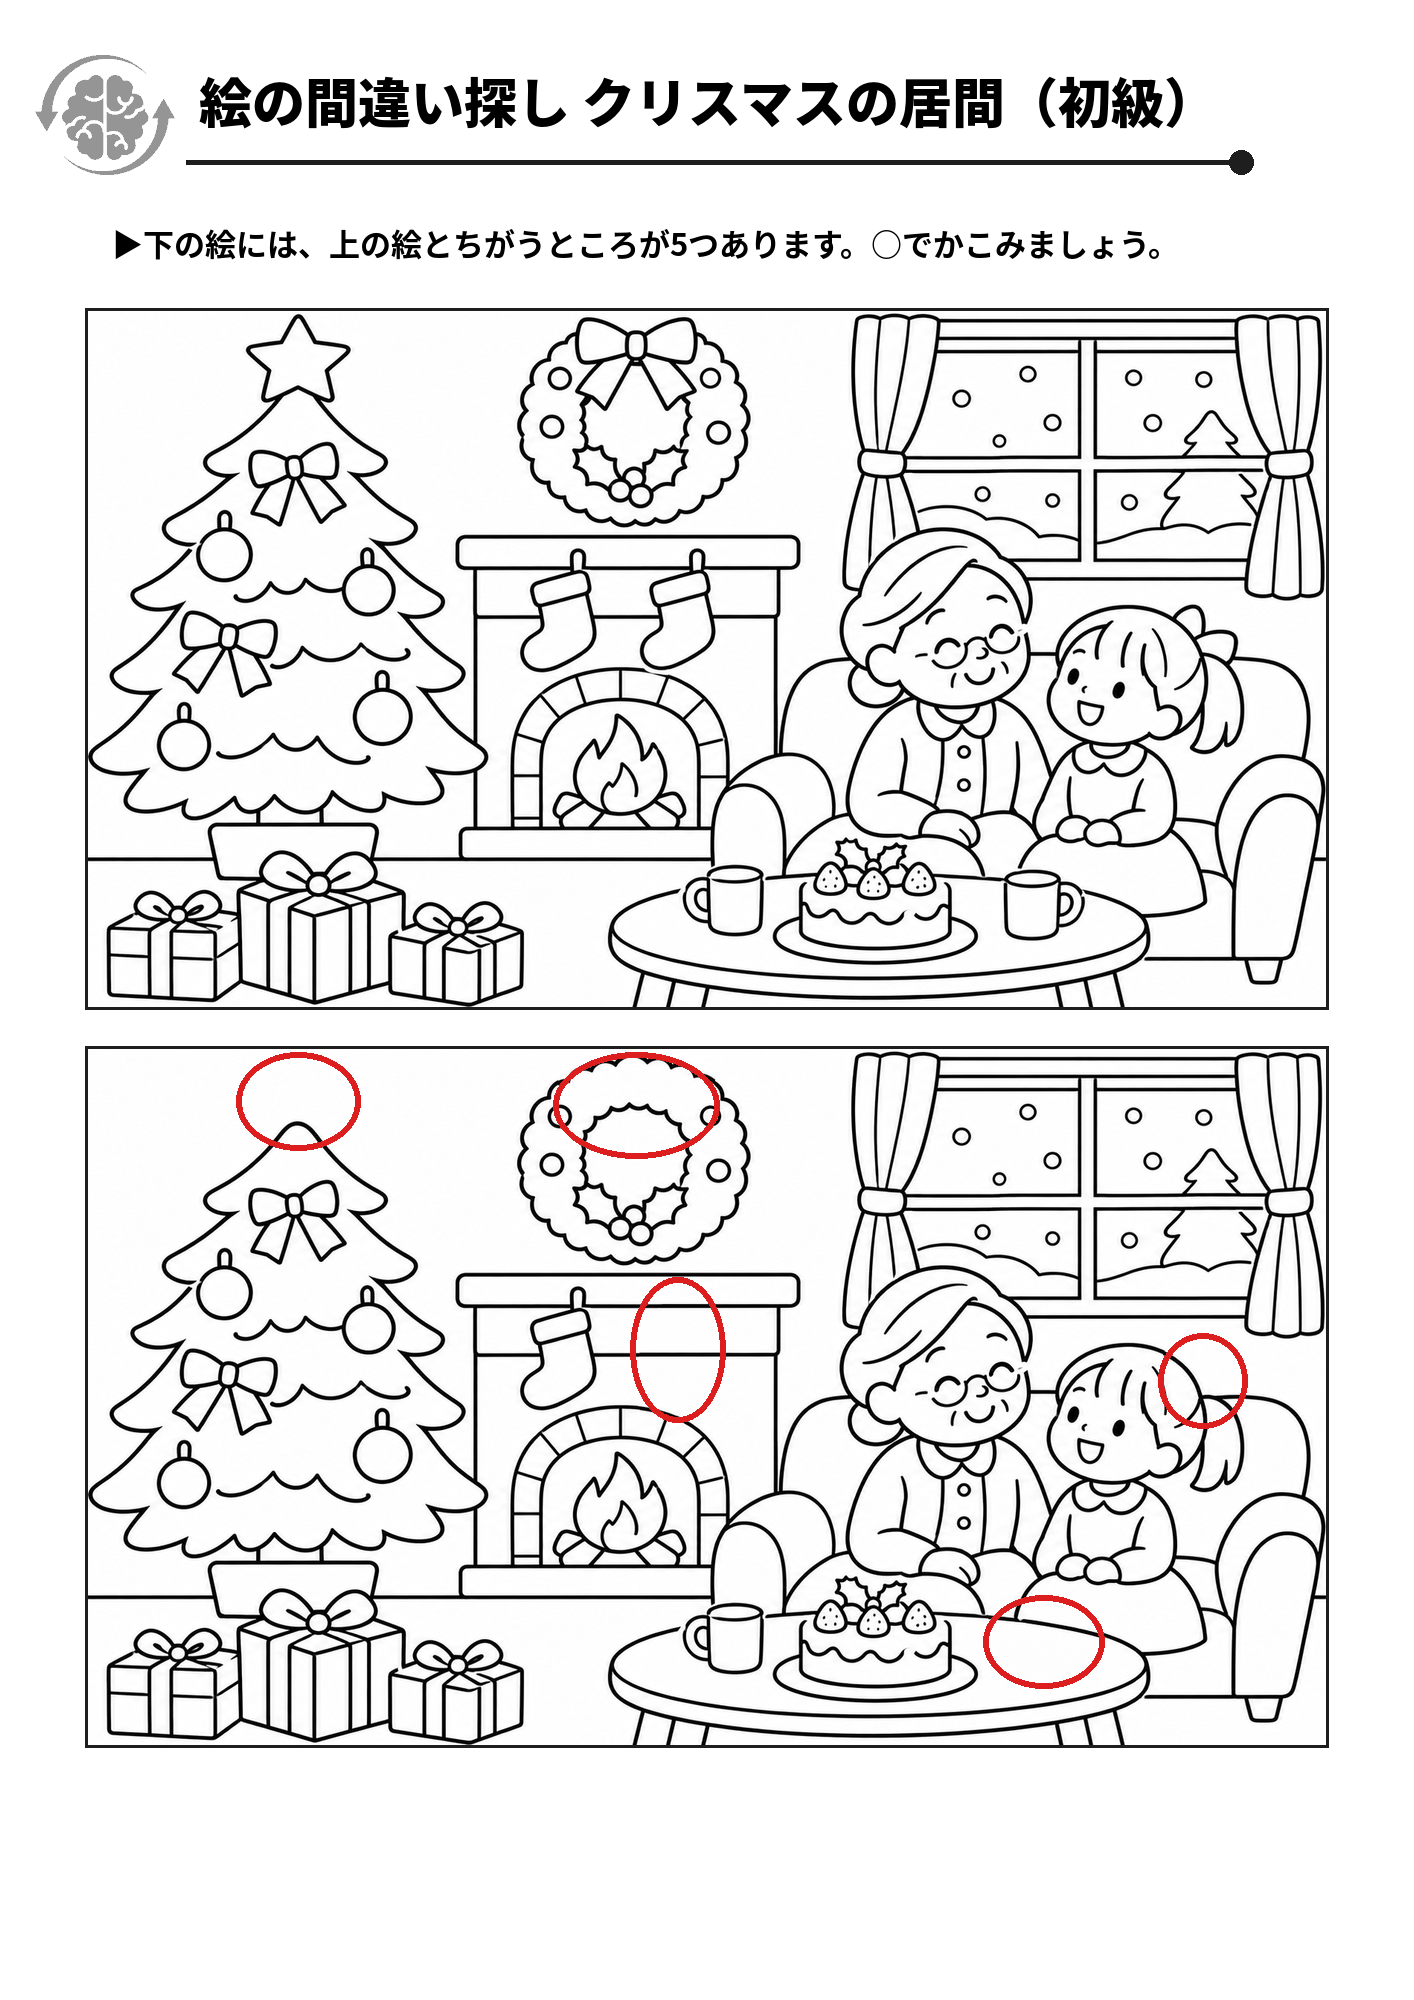 絵の間違い探し クリスマスの居間（初級）
▶下の絵には、上の絵とちがうところが5つあります。○でかこみましょう。